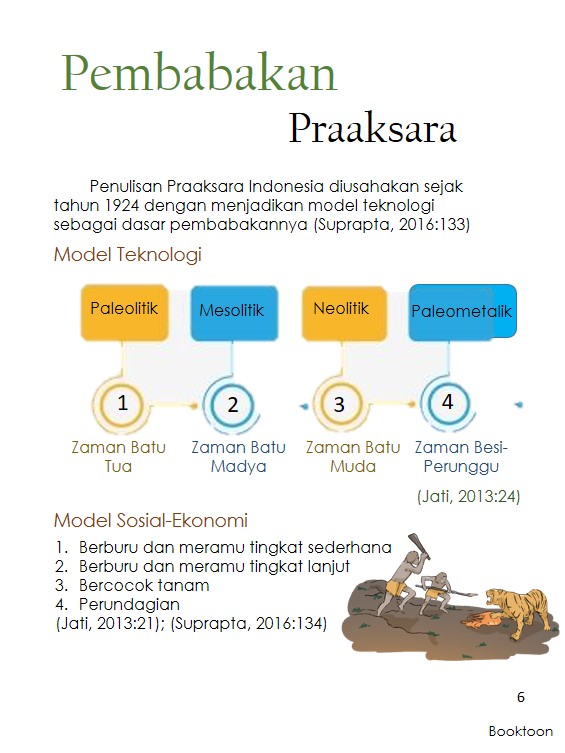 Pembabakan
Praaksara
Penulisan Praaksara Indonesia diusahakan sejak
tahun 1924 dengan menjadikan model teknologi
sebagai dasar pembabakannya (Suprapta, 2016:133)
Model Teknologi
Paleolitik
Mesolitik
Neolitik
Paleometalik
1
2
3
4
Zaman Batu
Tua
Zaman Batu
Madya
Zaman Batu
Muda
Zaman Besi-
Perunggu
(Jati, 2013:24)
Model Sosial-Ekonomi
1. Berburu dan meramu tingkat sederhana
2. Berburu dan meramu tingkat lanjut
3. Bercocok tanam
4. Perundagian
(Jati, 2013:21); (Suprapta, 2016:134)
6
Booktoon